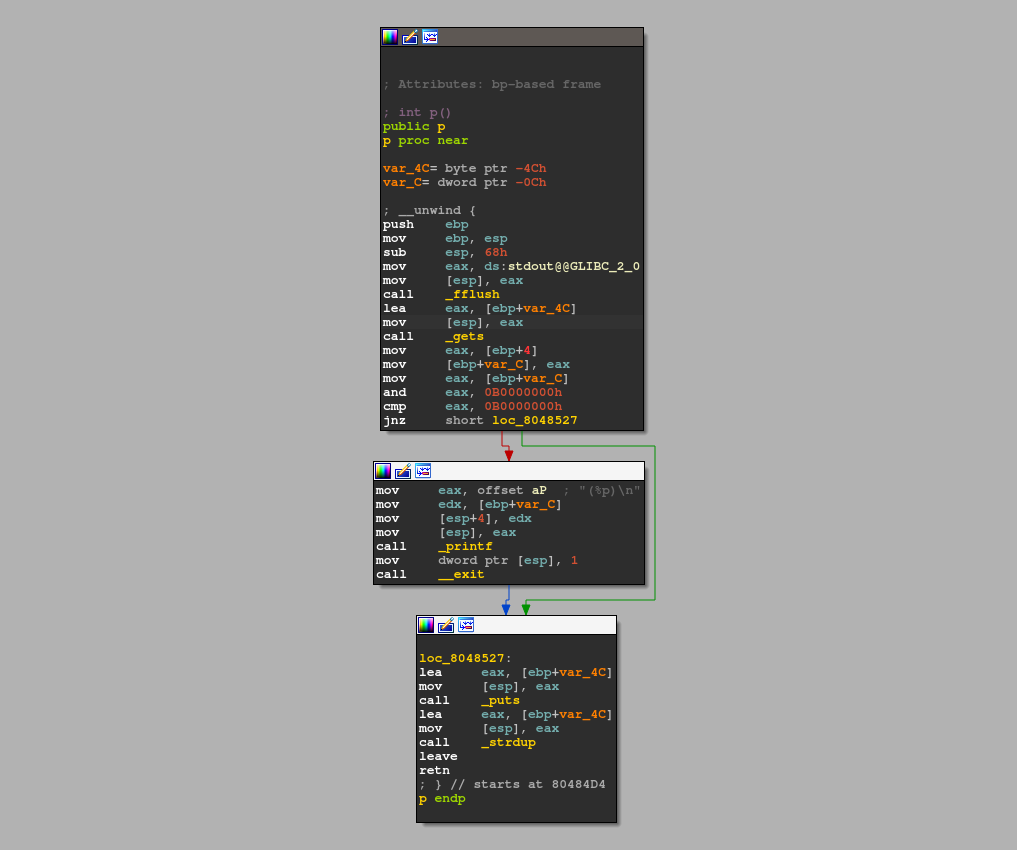 ; Attributes: bp-based frame
; int p()
public p
p proc near
var_4C= byte ptr -4Ch
var_C= dword ptr -0Ch
; __unwind {
push    ebp
mov     ebp, esp
sub     esp, 68h
mov     eax, ds:stdout@@GLIBC_2_0
mov     [esp], eax
call    _fflush
lea     eax, [ebp+var_4C]
mov     [esp], eax
call    _gets
mov     eax, [ebp+4]
mov     [ebp+var_C], eax
mov     eax, [ebp+var_C]
and     eax, 0B0000000h
cmp     eax, 0B0000000h
jnz     short loc_8048527
mov     eax, offset aP  ; "(%p)\n"
mov     edx, [ebp+var_C]
mov     [esp+4], edx
mov     [esp], eax
call    _printf
mov     dword ptr [esp], 1
call    __exit
loc_8048527:
lea     eax, [ebp+var_4C]
mov     [esp], eax
call    _puts
lea     eax, [ebp+var_4C]
mov     [esp], eax
call    _strdup
leave
retn
; } // starts at 80484D4
p endp